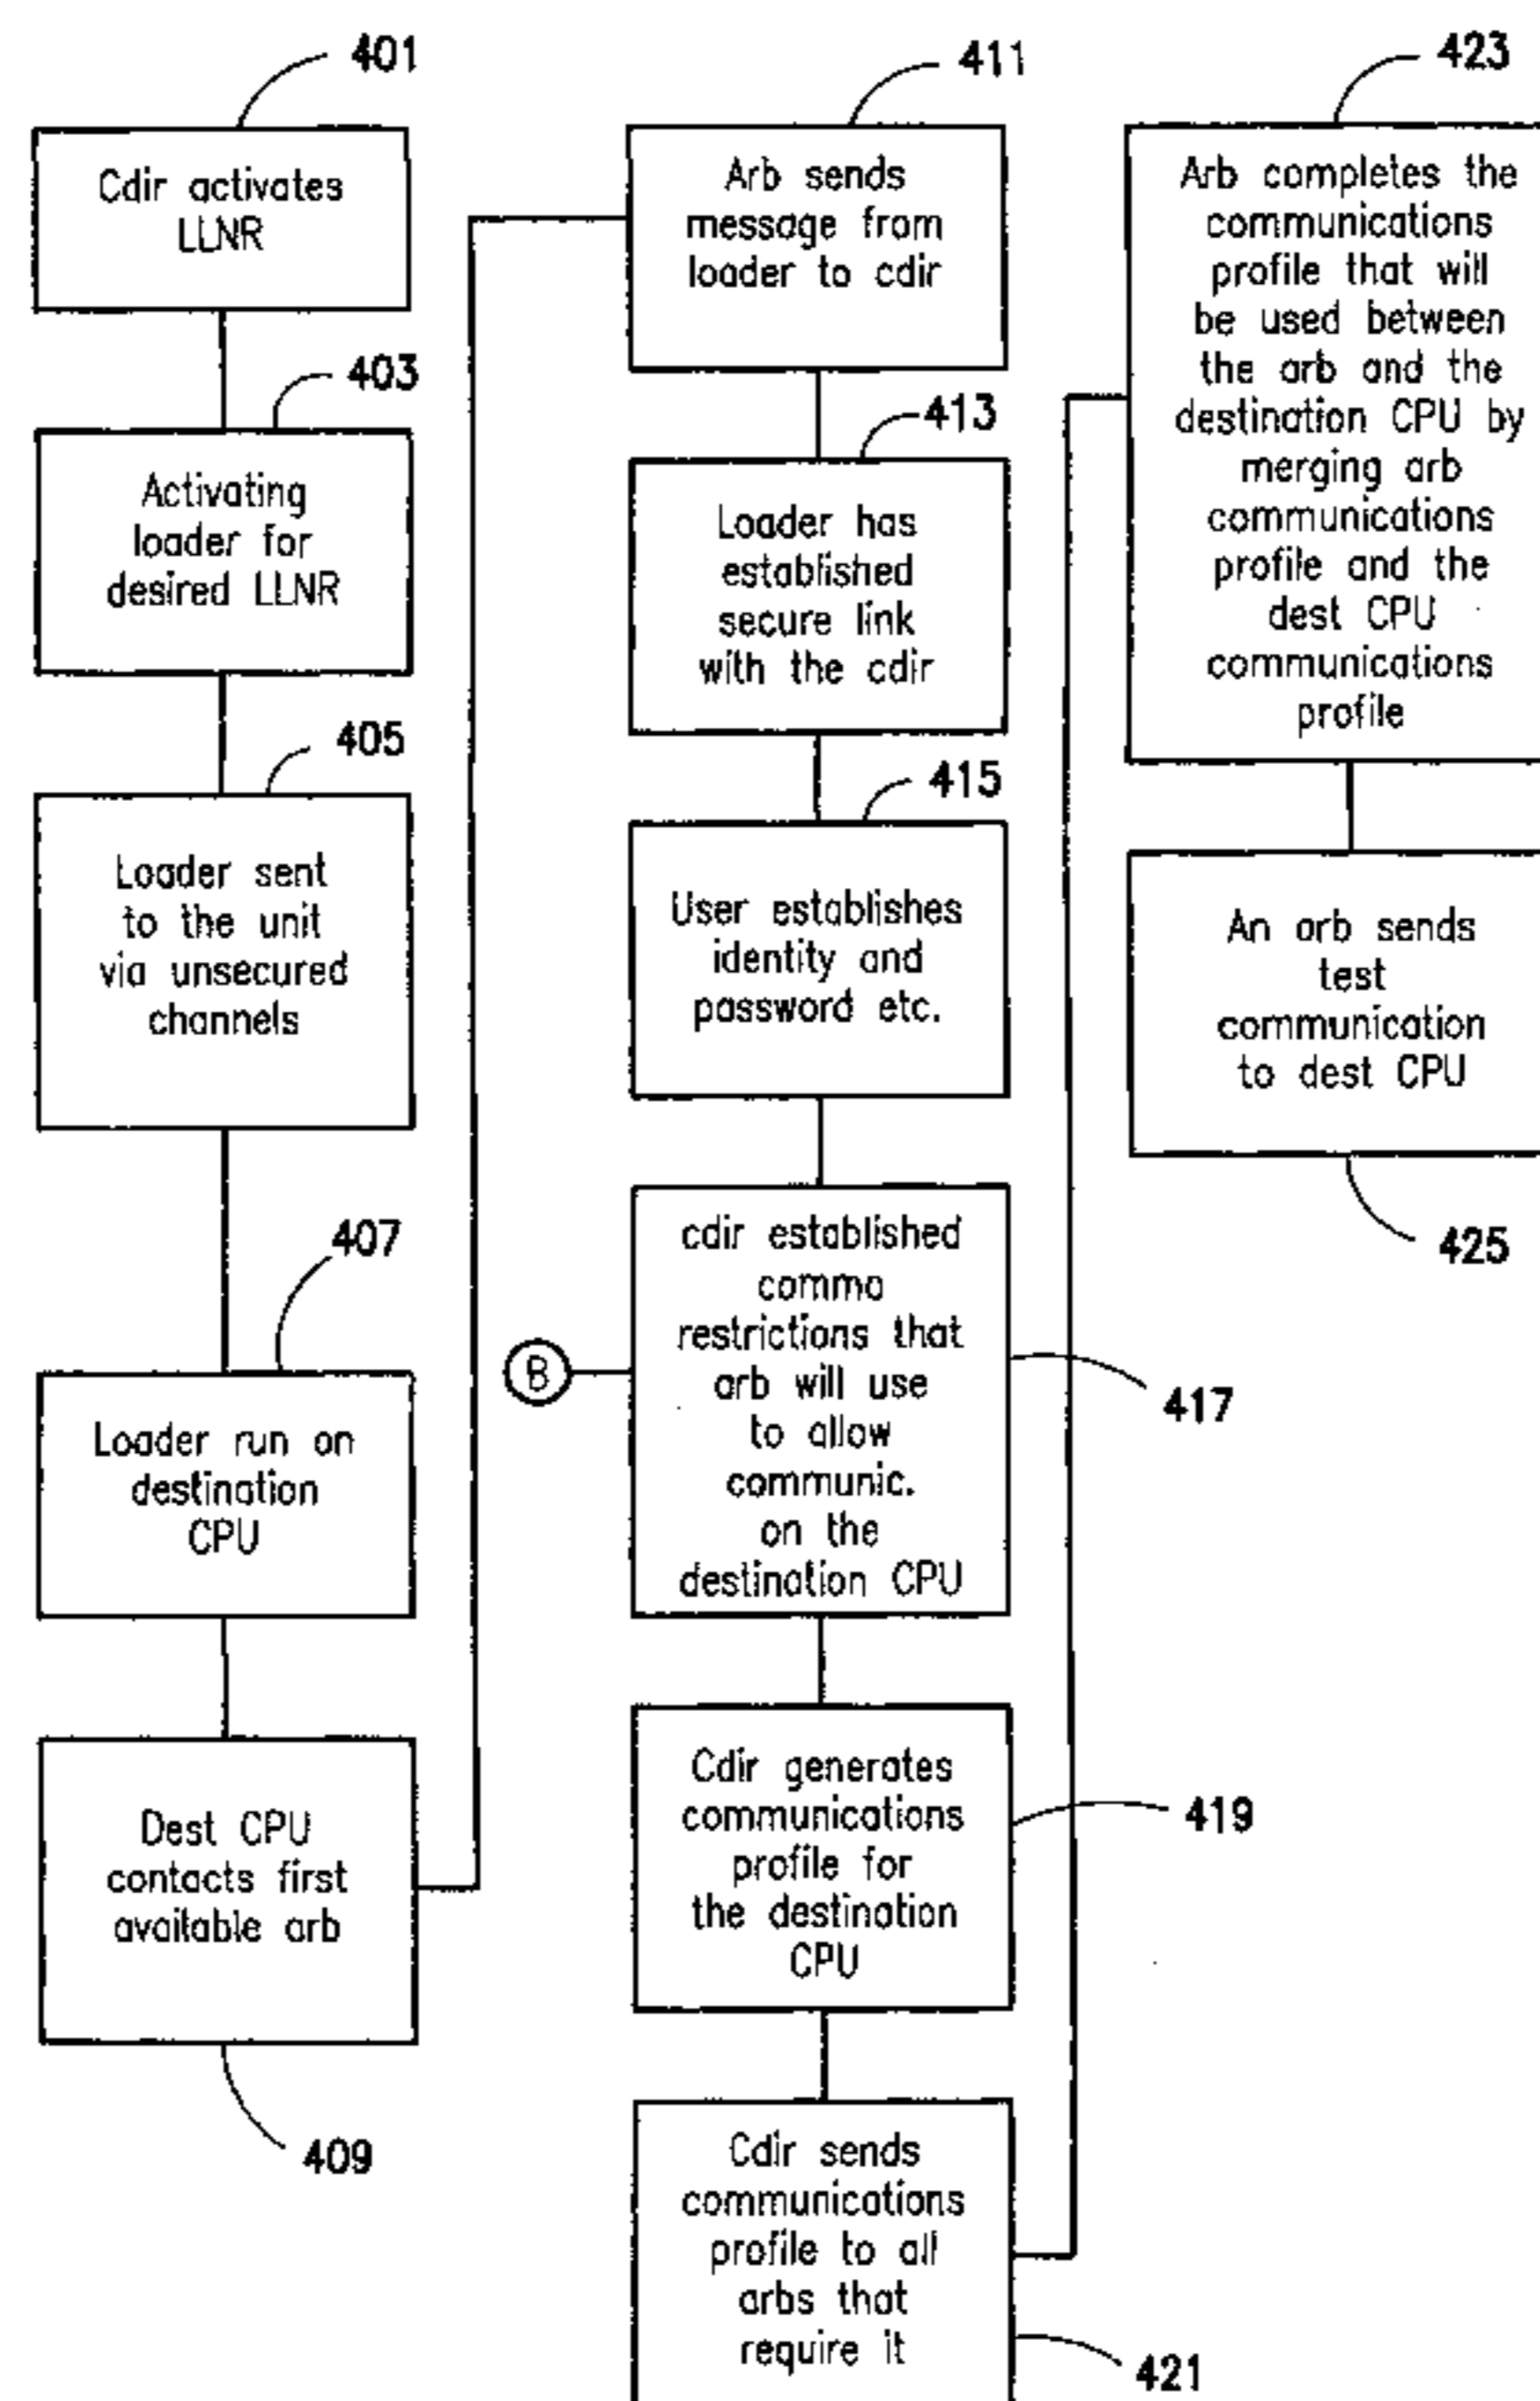 401
Cdir activates
LLNR
403
Activating
loader for
desired LLNR
405
Loader sent
to the unit
via unsecured
channels
407
Loader run on
destination
CPU
Dest CPU
contacts first
available arb
409
411
Arb sends
message from
loader to cdir
413
Loader has
established
secure link
with the cdir
415
User establishes
identity and
password etc.
B
cdir established
comma
restrictions that
arb will use
to allow
communic.
on the
destination CPU
417
Cdir generates
communications
profile for
the destination
CPU
419
Cdir sends
communications
profile to all
arbs that
require it
421
423
Arb completes the
communications
profile that will
be used between
the arb and the
destination CPU by
merging arb
communications
profile and the
dest CPU
communications
profile
An arb sends
test
communication
to dest CPU
425